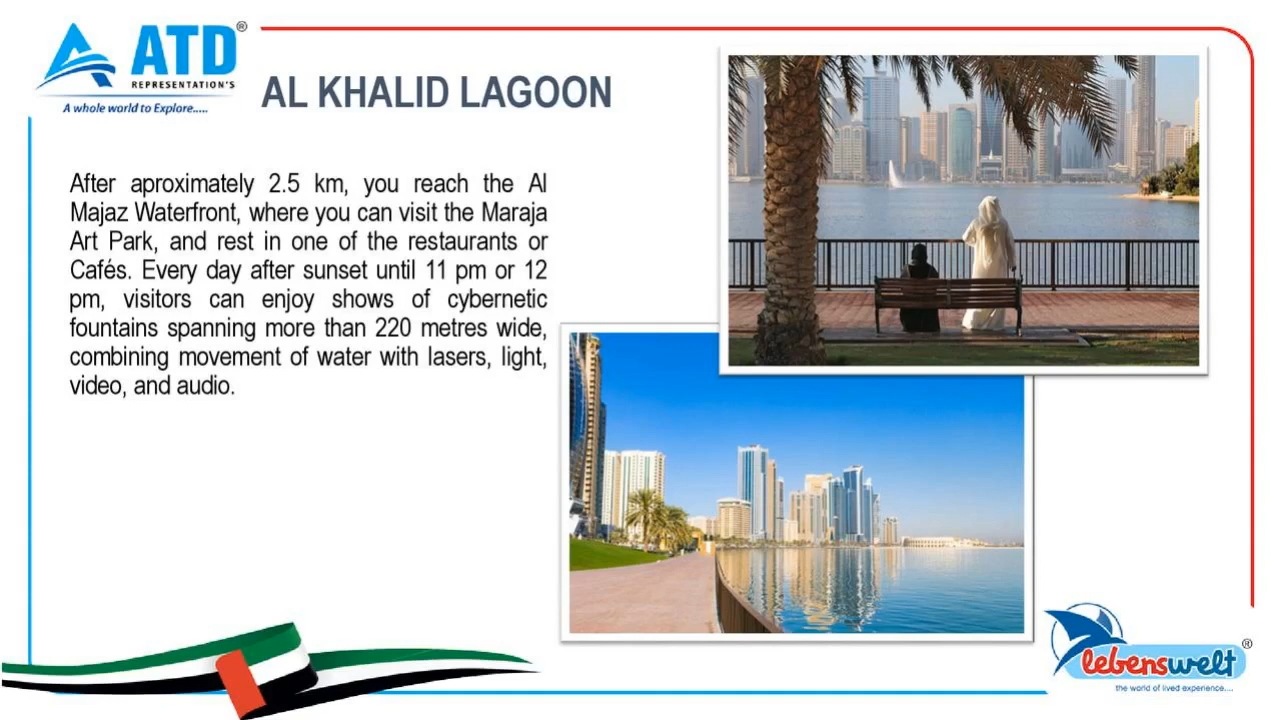 ATD®
REPRESENTATION'S
A whole world to Explore.....
AL KHALID LAGOON
After aproximately 2.5 km, you reach the Al
Majaz Waterfront, where you can visit the Maraja
Art Park, and rest in one of the restaurants or
Cafés. Every day after sunset until 11 pm or 12
pm, visitors can enjoy shows of cybernetic
fountains spanning more than 220 metres wide,
combining movement of water with lasers, light,
video, and audio.
lebenswelt®
the world of lived experience....